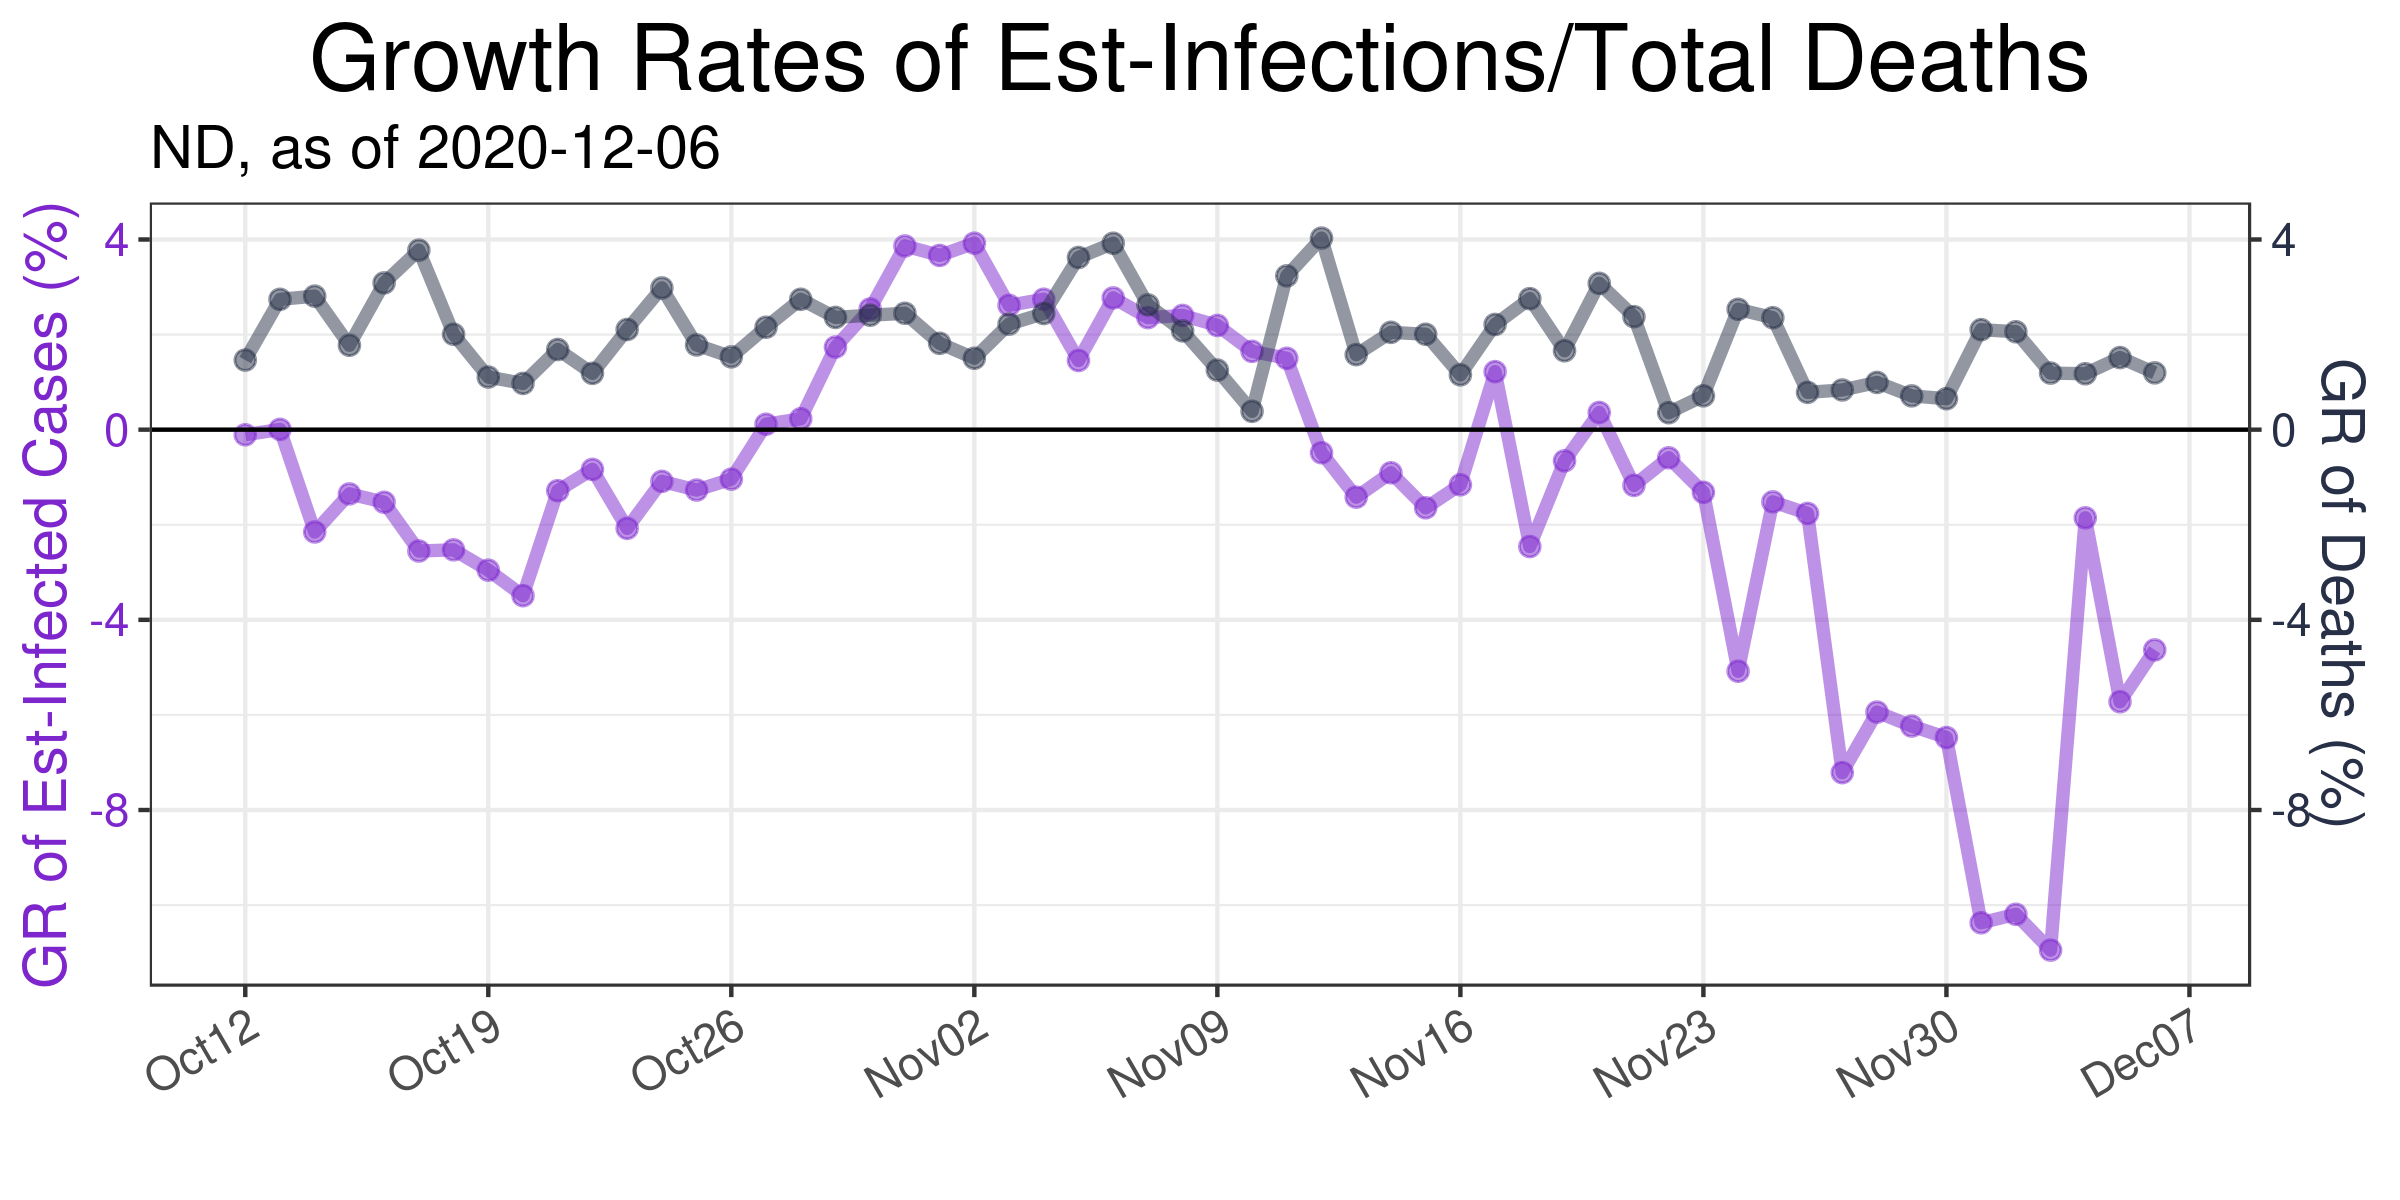 Growth Rates of Est-Infections/Total Deaths
ND, as of 2020-12-06
GR of Est-Infected Cases (%)
4
0
-4
-8
4
0
-4
-8
GR of Deaths (%)
Oct12
Oct19
Oct26
Nov02
Nov09
Nov16
Nov23
Nov30
Dec07